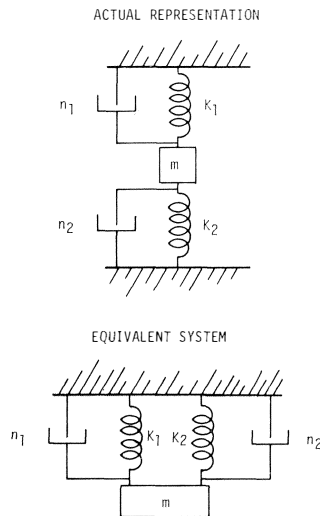 ACTUAL REPRESENTATION
n1
K1
m
n2
K2
EQUIVALENT SYSTEM
n1
K1
K2
n2
m